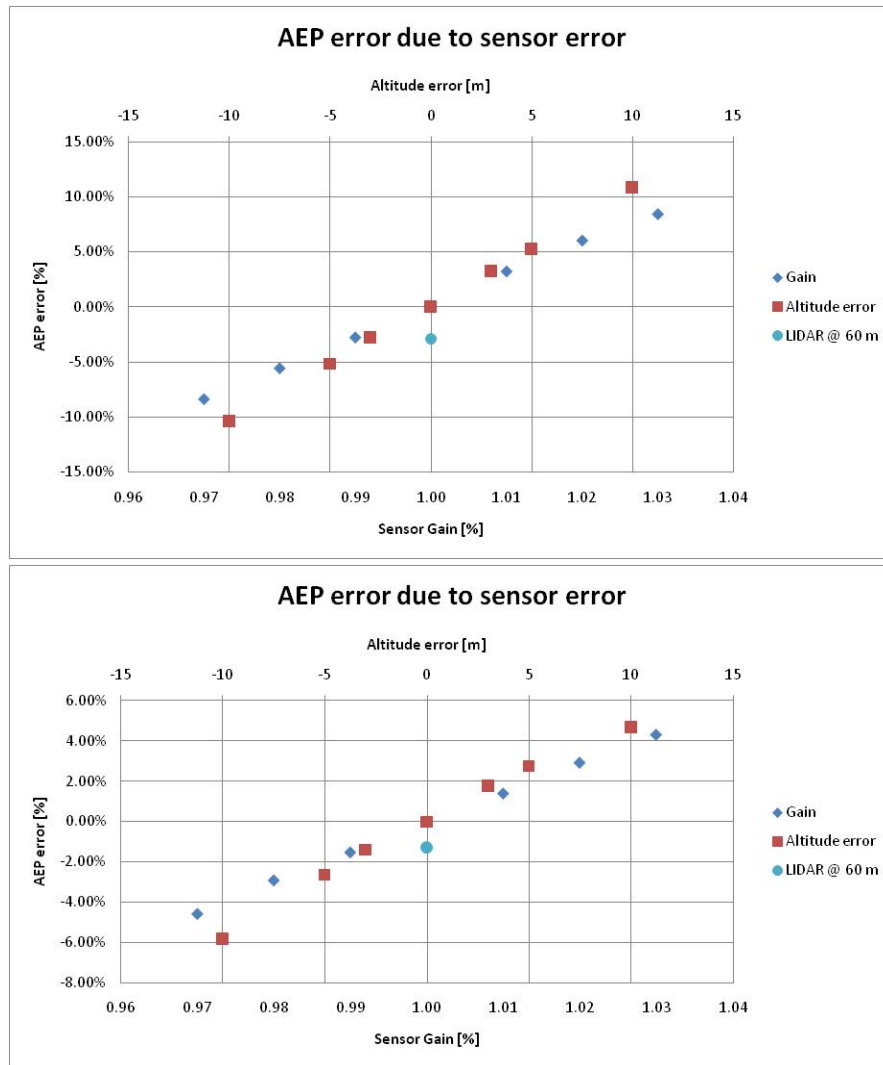 AEP error due to sensor error
Altitude error [m]
-15 -10 -5 0 5 10 15
15.00%
10.00%
5.00%
0.00%
-5.00%
-10.00%
-15.00%
AEP error [%]
0.96 0.97 0.98 0.99 1.00 1.01 1.02 1.03 1.04
Sensor Gain [%]
Gain
Altitude error
LIDAR @ 60 m
AEP error due to sensor error
Altitude error [m]
-15 -10 -5 0 5 10 15
6.00%
4.00%
2.00%
0.00%
-2.00%
-4.00%
-6.00%
-8.00%
AEP error [%]
0.96 0.97 0.98 0.99 1.00 1.01 1.02 1.03 1.04
Sensor Gain [%]
Gain
Altitude error
LIDAR @ 60 m